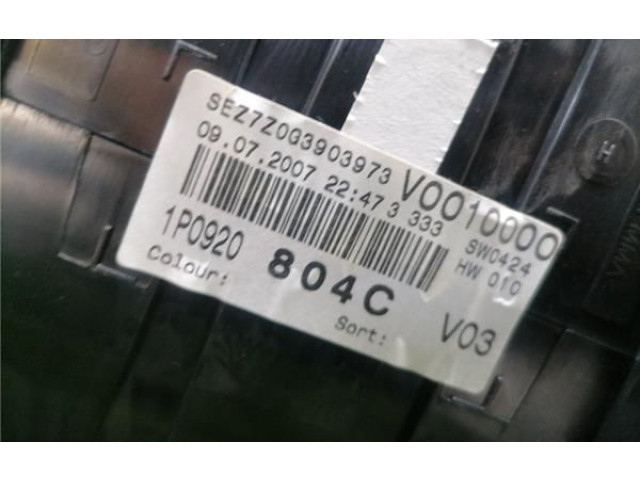 SEZ7Z0G3903973 V0010000
09.07.2007 22:47 3 333 SW0424
HW 010
1P0920 804C V03
Colour: Sort:
H